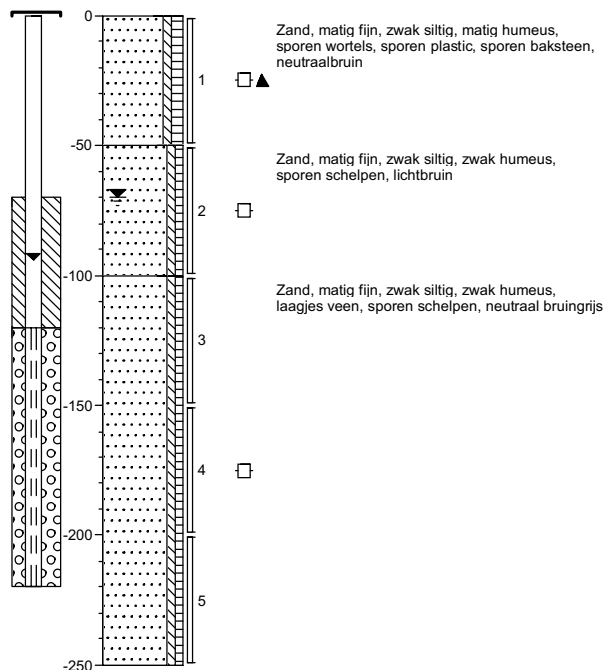 0
Zand, matig fijn, zwak siltig, matig humeus,
sporen wortels, sporen plastic, sporen baksteen,
neutraalbruin
1
-50
Zand, matig fijn, zwak siltig, zwak humeus,
sporen schelpen, lichtbruin
2
-100
Zand, matig fijn, zwak siltig, zwak humeus,
laagjes veen, sporen schelpen, neutraal bruingrijs
3
-150
4
-200
5
-250